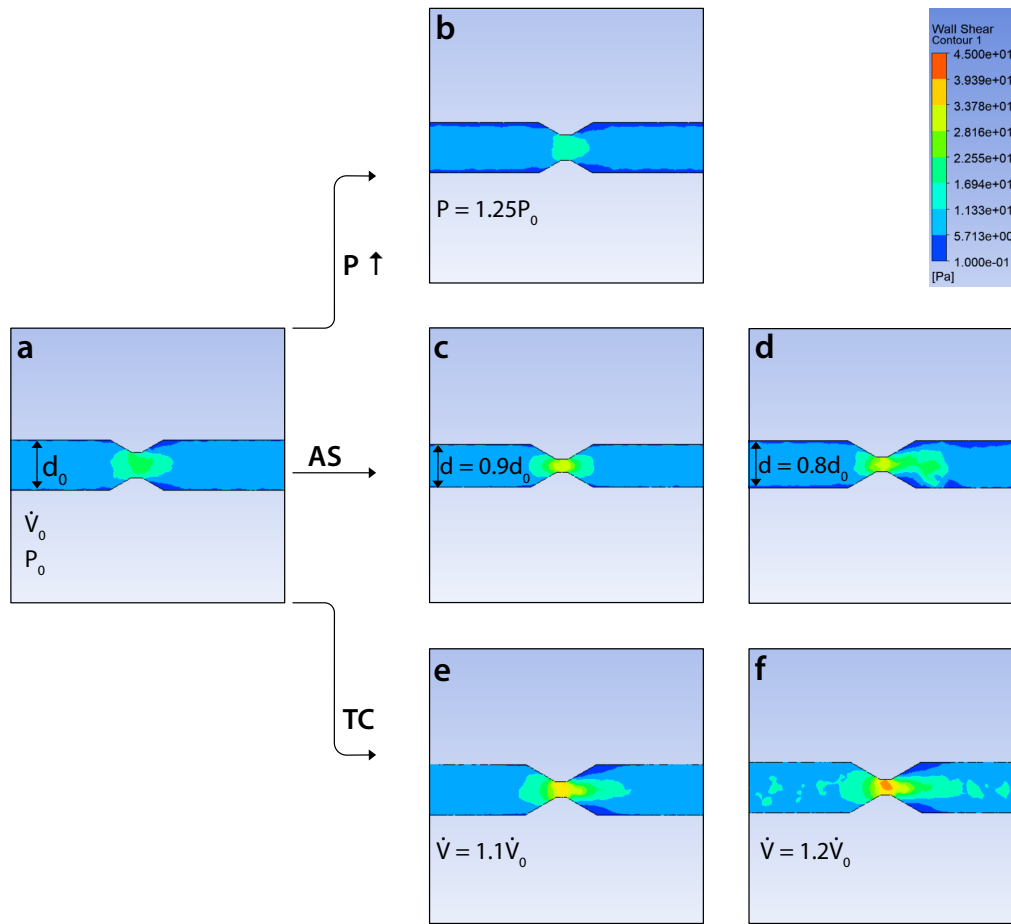 b
P = 1.25P₀
Wall Shear
Contour 1
4.500e+01
3.939e+01
3.378e+01
2.816e+01
2.255e+01
1.694e+01
1.133e+01
5.713e+00
1.000e-01
[Pa]
P ↑
a
d₀
V̇₀
P₀
AS
c
d = 0.9d₀
d
d = 0.8d₀
TC
e
V̇ = 1.1V̇₀
f
V̇ = 1.2V̇₀